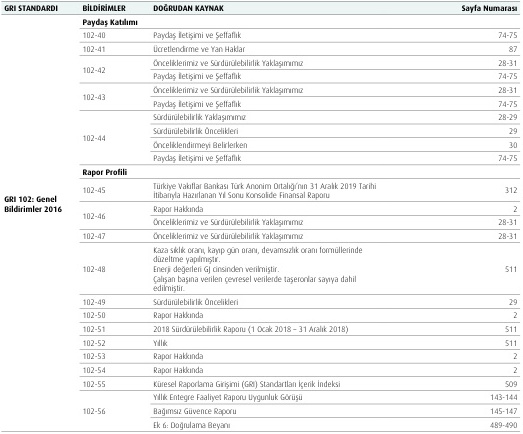 GRI STANDARDI BİLDİRİMLER DOĞRUDAN KAYNAK Sayfa Numarası
Paydaş Katılımı
102-40 Paydaş İletişimi ve Şeffaflık 74-75
102-41 Ücretlendirme ve Yan Haklar 87
102-42 Önceliklerimiz ve Sürdürülebilirlik Yaklaşımımız 28-31
Paydaş İletişimi ve Şeffaflık 74-75
102-43 Önceliklerimiz ve Sürdürülebilirlik Yaklaşımımız 28-31
Paydaş İletişimi ve Şeffaflık 74-75
102-44 Sürdürülebilirlik Yaklaşımımız 28-29
Sürdürülebilirlik Öncelikleri 29
Önceliklendirmeyi Belirlerken 30
Paydaş İletişimi ve Şeffaflık 74-75
GRI 102: Genel
Bildirimler 2016
Rapor Profili
102-45 Türkiye Vakıflar Bankası Türk Anonim Ortaklığı'nın 31 Aralık 2019 Tarihi
İtibarıyla Hazırlanan Yıl Sonu Konsolide Finansal Raporu 312
102-46 Rapor Hakkında 2
Önceliklerimiz ve Sürdürülebilirlik Yaklaşımımız 28-31
102-47 Önceliklerimiz ve Sürdürülebilirlik Yaklaşımımız 28-31
102-48 Kaza sıklık oranı, kayıp gün oranı, devamsızlık oranı formüllerinde
düzeltme yapılmıştır.
Enerji değerleri GJ cinsinden verilmiştir.
Çalışan başına verilen çevresel verilerde taşeronlar sayıya dahil
edilmiştir. 511
102-49 Sürdürülebilirlik Öncelikleri 29
102-50 Rapor Hakkında 2
102-51 2018 Sürdürülebilirlik Raporu (1 Ocak 2018 – 31 Aralık 2018) 511
102-52 Yıllık 511
102-53 Rapor Hakkında 2
102-54 Rapor Hakkında 2
102-55 Küresel Raporlama Girişimi (GRI) Standartları İçerik İndeksi 509
102-56 Yıllık Entegre Faaliyet Raporu Uygunluk Görüşü 143-144
Bağımsız Güvence Raporu 145-147
Ek 6: Doğrulama Beyanı 489-490